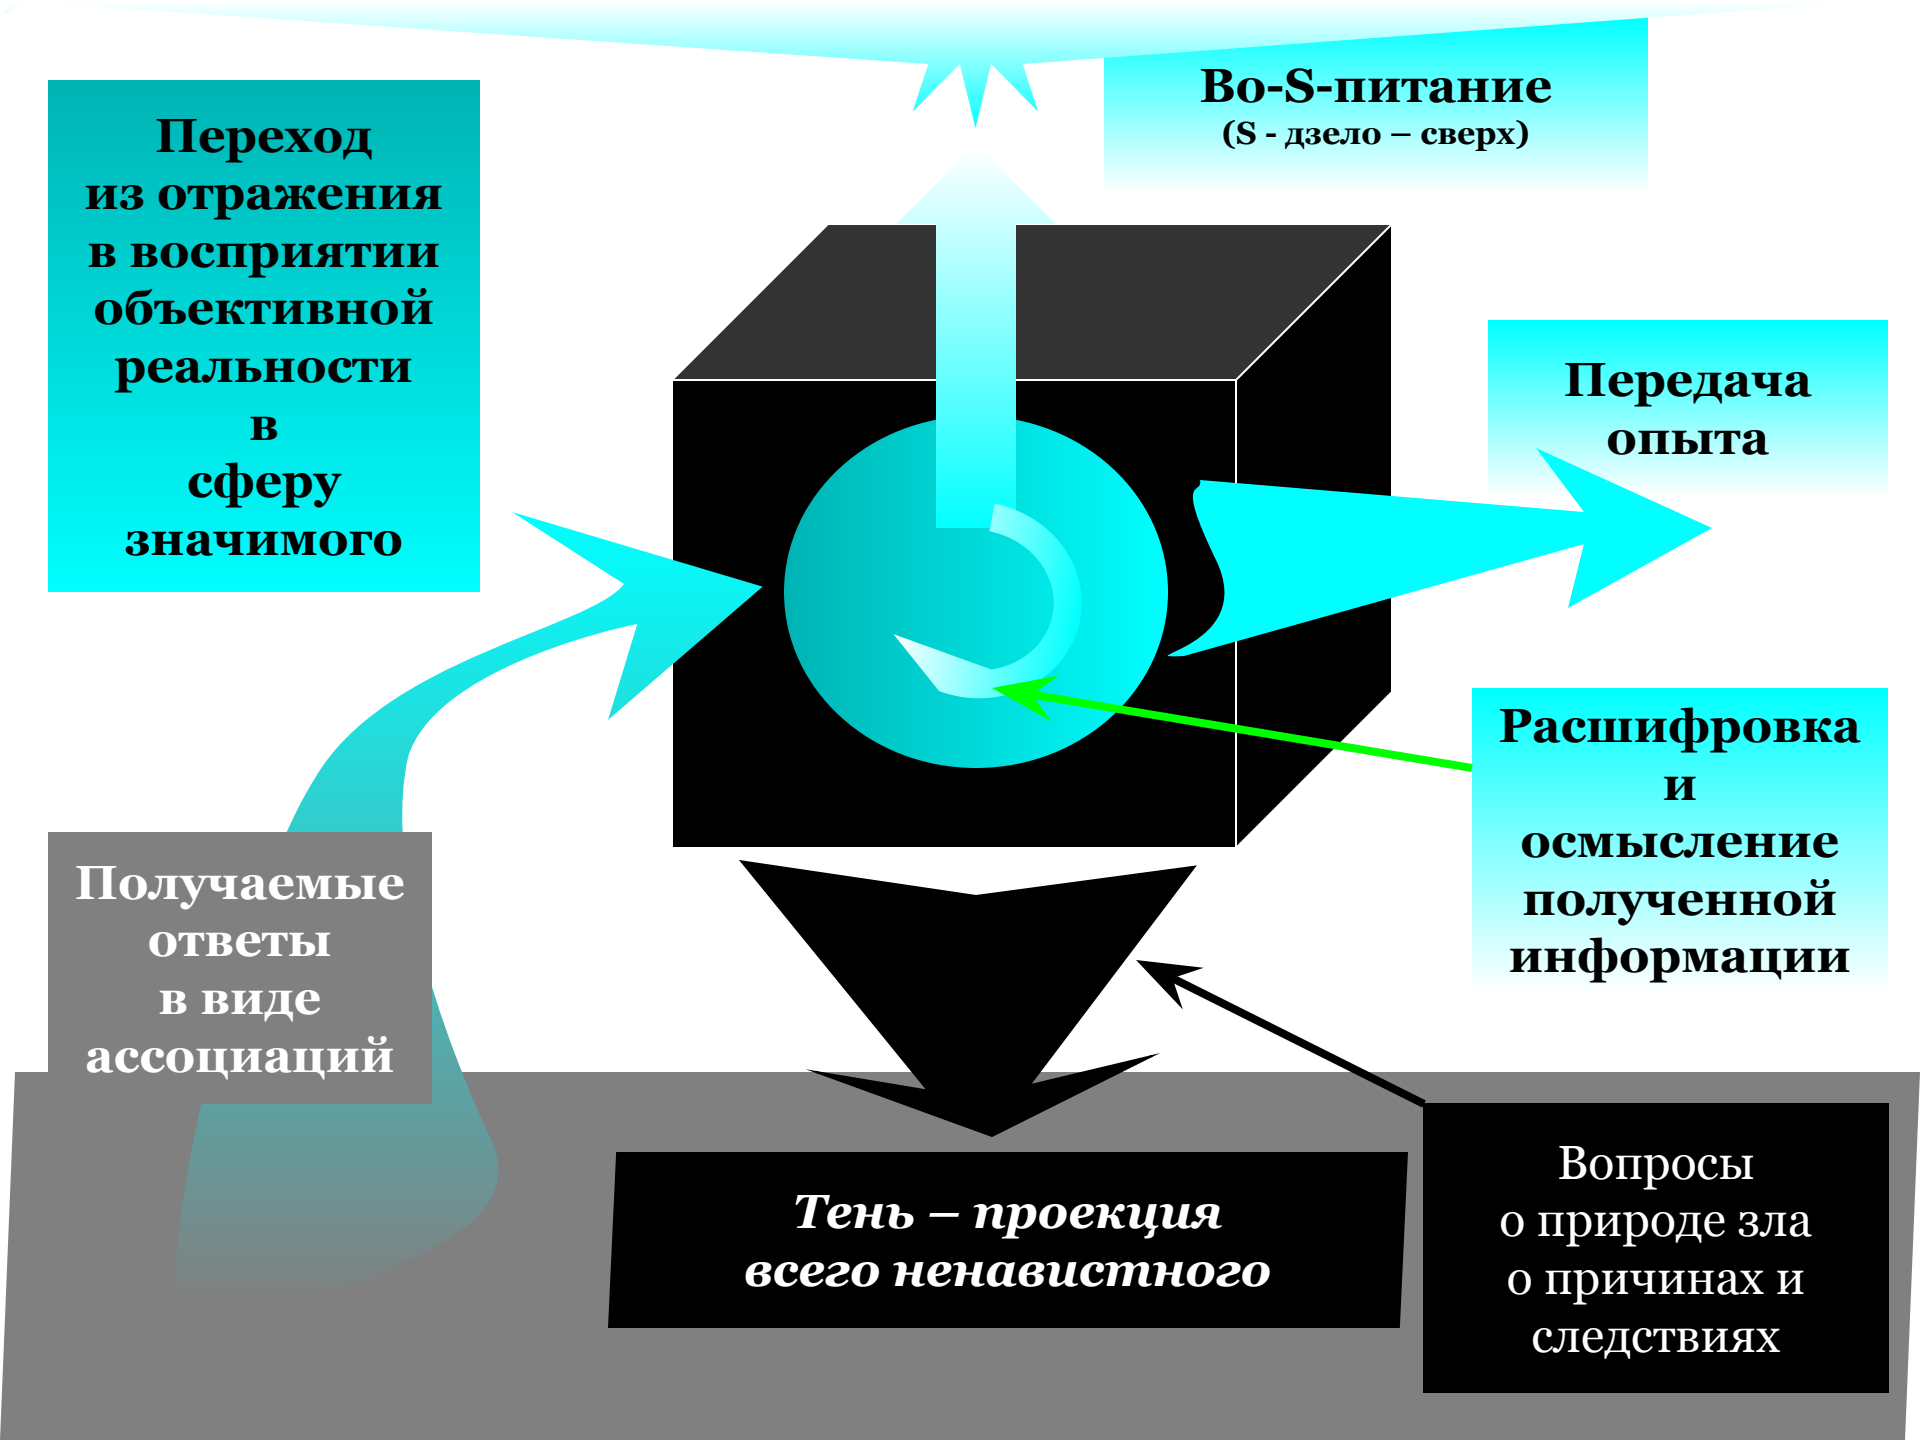 Во-S-питание
(S - дзело – сверх)
Переход
из отражения
в восприятии
объективной
реальности
в
сферу
значимого
Передача
опыта
Расшифровка
и
осмысление
полученной
информации
Получаемые
ответы
в виде
ассоциаций
Тень – проекция
всего ненавистного
Вопросы
о природе зла
о причинах и
следствиях